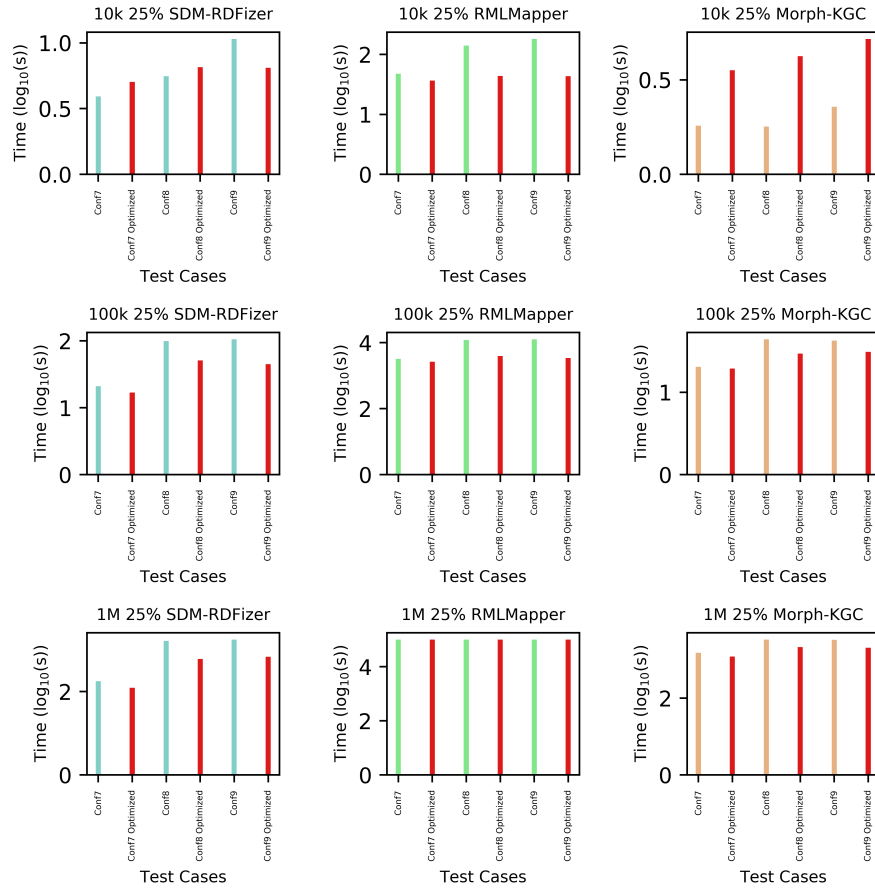 10k 25% SDM-RDFizer
Time (log10(s))
1.0
0.5
0.0
Conf7
Conf7 Optimized
Conf8
Conf8 Optimized
Conf9
Conf9 Optimized
Test Cases
10k 25% RMLMapper
Time (log10(s))
2
1
0
Conf7
Conf7 Optimized
Conf8
Conf8 Optimized
Conf9
Conf9 Optimized
Test Cases
10k 25% Morph-KGC
Time (log10(s))
0.5
0.0
Conf7
Conf7 Optimized
Conf8
Conf8 Optimized
Conf9
Conf9 Optimized
Test Cases
100k 25% SDM-RDFizer
Time (log10(s))
2
1
0
Conf7
Conf7 Optimized
Conf8
Conf8 Optimized
Conf9
Conf9 Optimized
Test Cases
100k 25% RMLMapper
Time (log10(s))
4
2
0
Conf7
Conf7 Optimized
Conf8
Conf8 Optimized
Conf9
Conf9 Optimized
Test Cases
100k 25% Morph-KGC
Time (log10(s))
1
0
Conf7
Conf7 Optimized
Conf8
Conf8 Optimized
Conf9
Conf9 Optimized
Test Cases
1M 25% SDM-RDFizer
Time (log10(s))
2
0
Conf7
Conf7 Optimized
Conf8
Conf8 Optimized
Conf9
Conf9 Optimized
Test Cases
1M 25% RMLMapper
Time (log10(s))
4
2
0
Conf7
Conf7 Optimized
Conf8
Conf8 Optimized
Conf9
Conf9 Optimized
Test Cases
1M 25% Morph-KGC
Time (log10(s))
2
0
Conf7
Conf7 Optimized
Conf8
Conf8 Optimized
Conf9
Conf9 Optimized
Test Cases